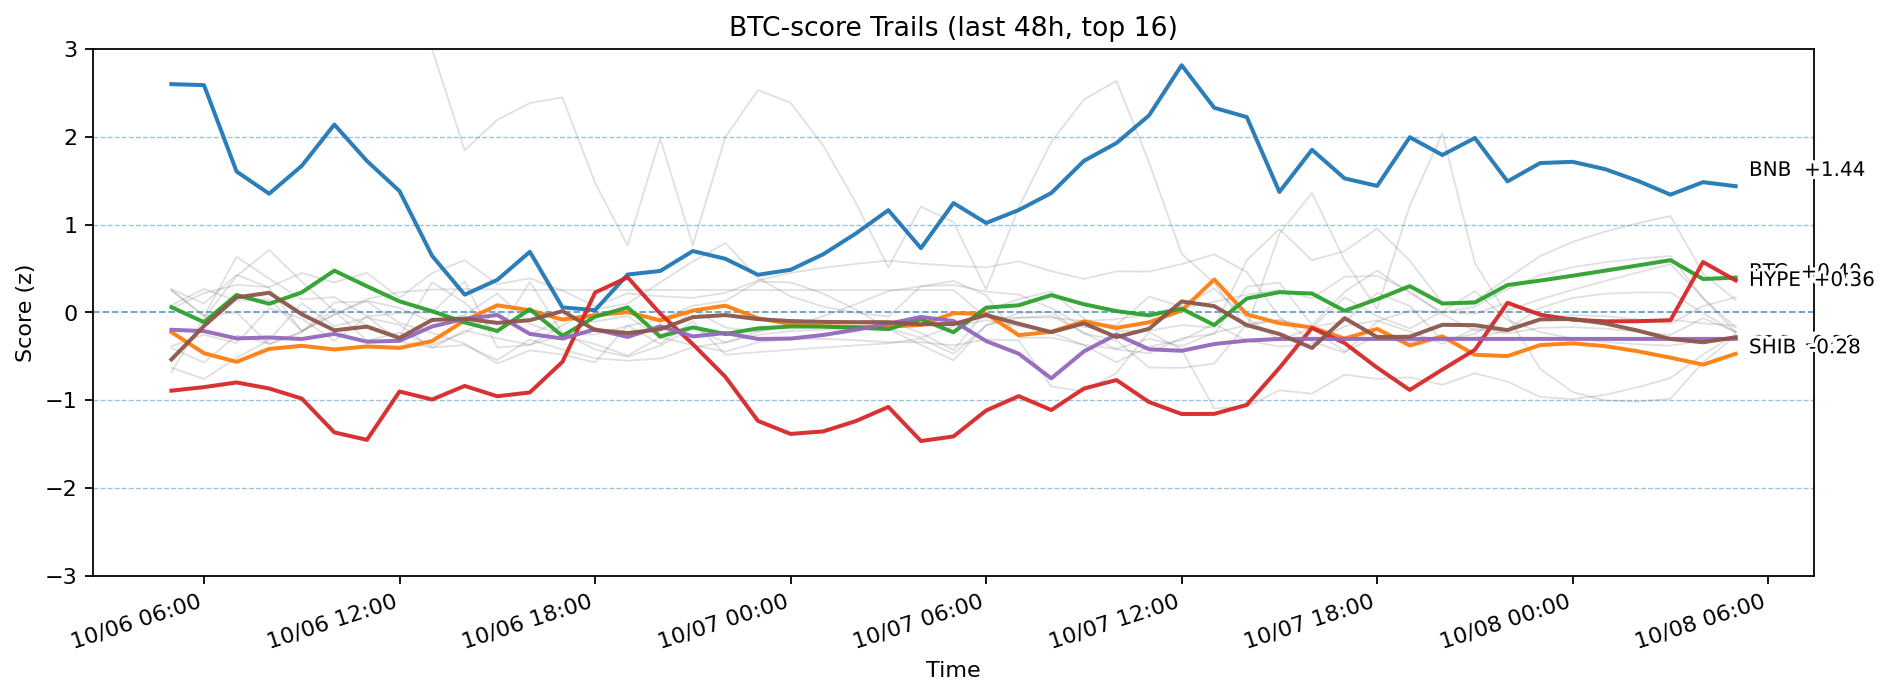 BTC-score Trails (last 48h, top 16)
Score (z)
3
2
1
0
−1
−2
−3
BNB +1.44
BTC +0.40
HYPE +0.36
SHIB -0.28
10/06 06:00
10/06 12:00
10/06 18:00
10/07 00:00
10/07 06:00
10/07 12:00
10/07 18:00
10/08 00:00
10/08 06:00
Time